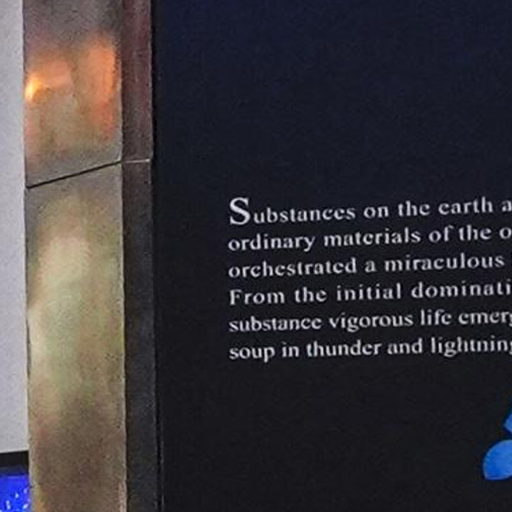 Substances on the earth a
ordinary materials of the o
orchestrated a miraculous
From the initial dominati
substance vigorous life emerg
soup in thunder and lightning